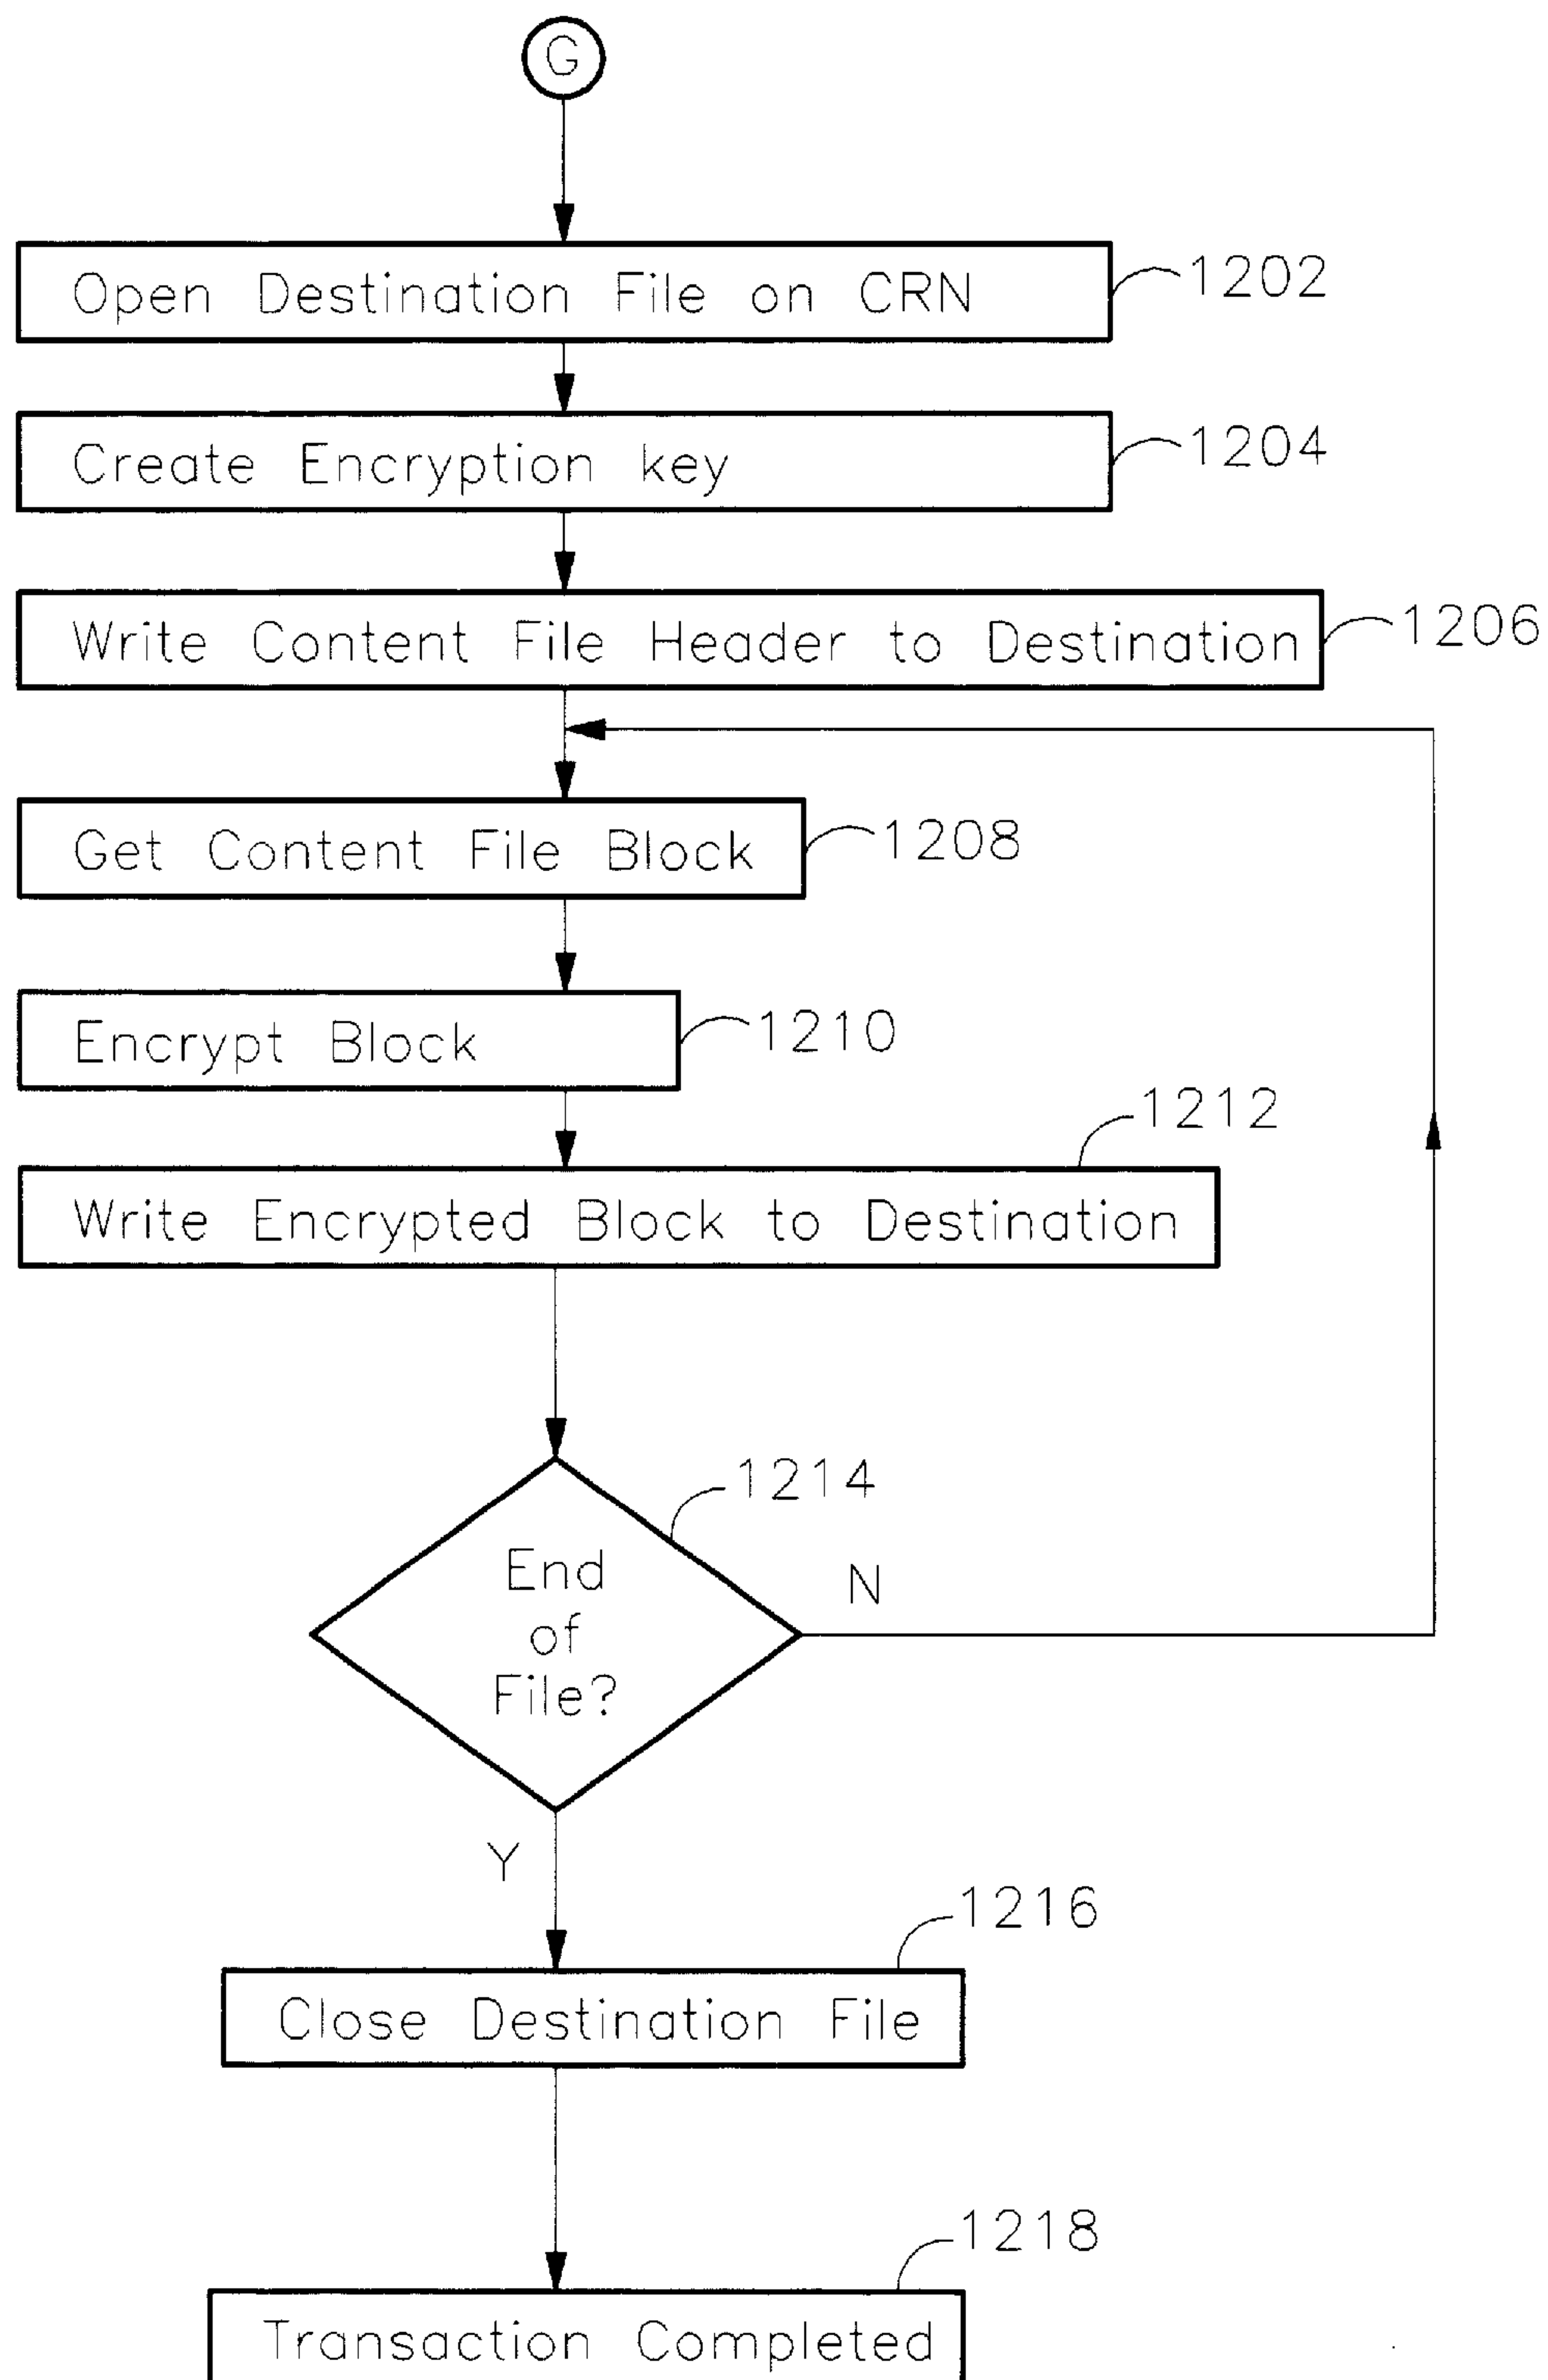 G
Open Destination File on CRN
1202
Create Encryption key
1204
Write Content File Header to Destination
1206
Get Content File Block
1208
Encrypt Block
1210
1212
Write Encrypted Block to Destination
1214
End
of
File?
N
Y
1216
Close Destination File
1218
Transaction Completed